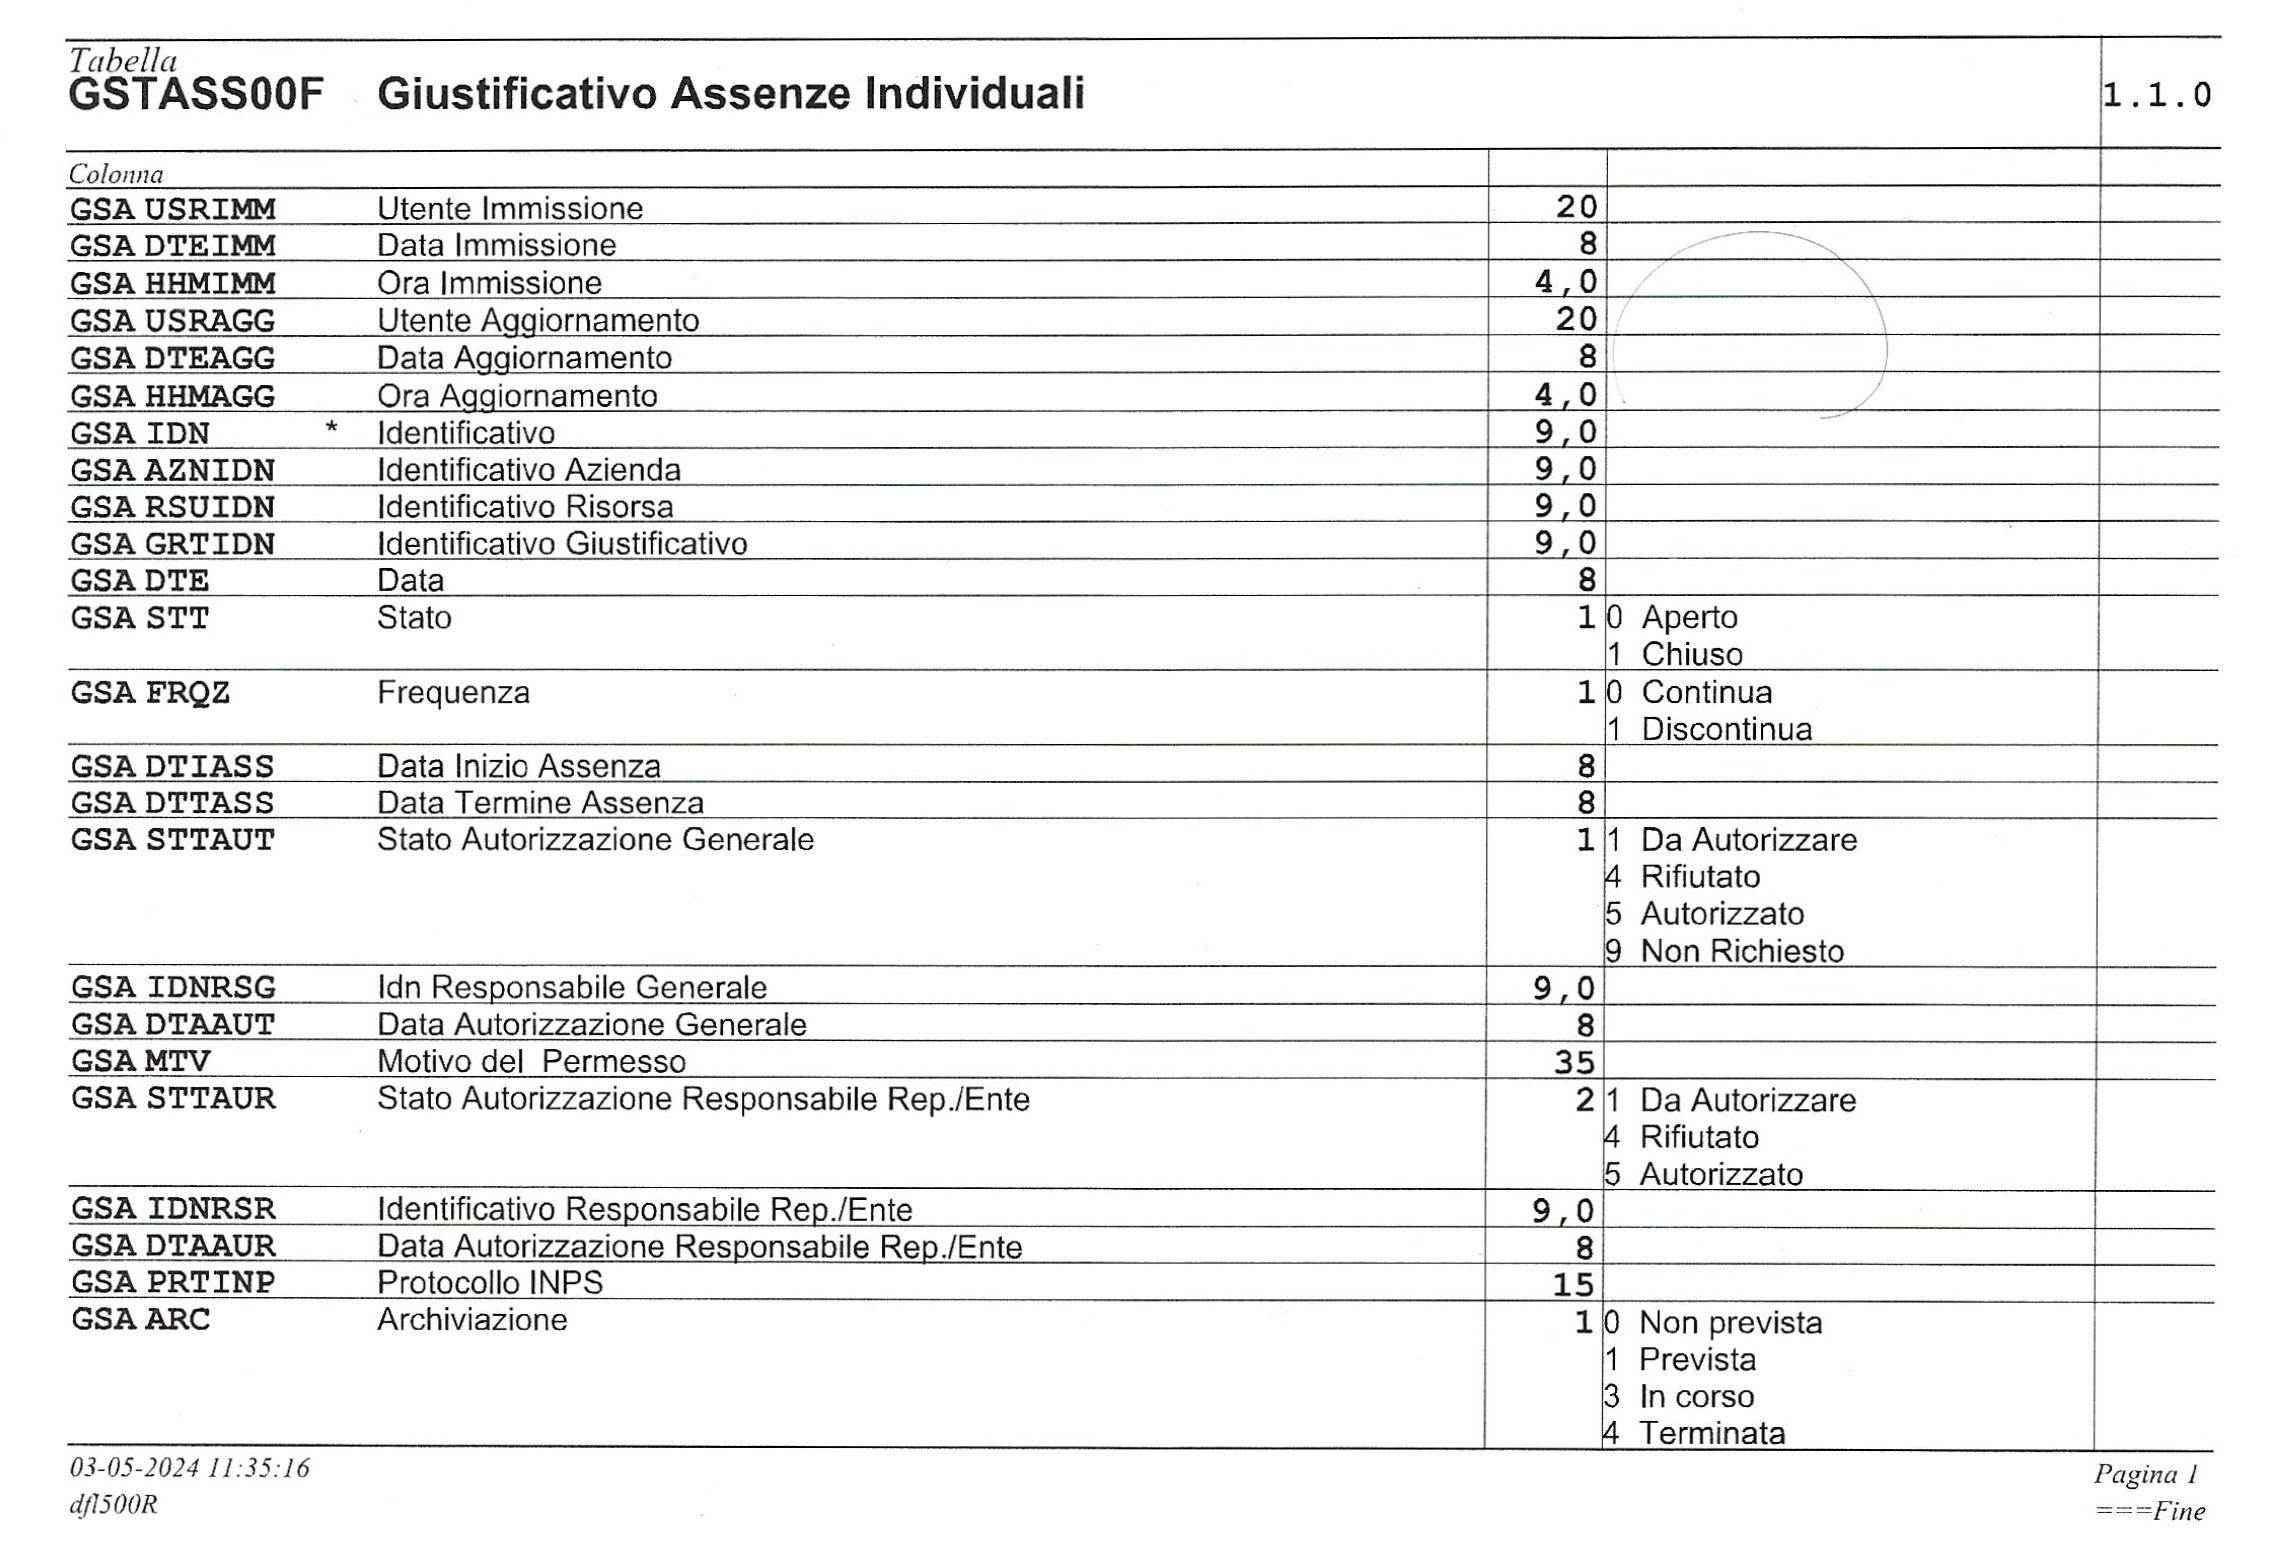 Tabella
GSTASS00F Giustificativo Assenze Individuali 1.1.0
Colonna
GSA USRIMM Utente Immissione 20
GSA DTEIMM Data Immissione 8
GSA HHMIMM Ora Immissione 4,0
GSA USRAGG Utente Aggiornamento 20
GSA DTEAGG Data Aggiornamento 8
GSA HHMAGG Ora Aggiornamento 4,0
GSA IDN * Identificativo 9,0
GSA AZNIDN Identificativo Azienda 9,0
GSA RSUIDN Identificativo Risorsa 9,0
GSA GRTIDN Identificativo Giustificativo 9,0
GSA DTE Data 8
GSA STT Stato 1 0 Aperto
1 Chiuso
GSA FRQZ Frequenza 1 0 Continua
1 Discontinua
GSA DTIASS Data Inizio Assenza 8
GSA DTTASS Data Termine Assenza 8
GSA STTAUT Stato Autorizzazione Generale 1 1 Da Autorizzare
4 Rifiutato
5 Autorizzato
9 Non Richiesto
GSA IDNRSG Idn Responsabile Generale 9,0
GSA DTAAUT Data Autorizzazione Generale 8
GSA MTV Motivo del Permesso 35
GSA STTAUR Stato Autorizzazione Responsabile Rep./Ente 2 1 Da Autorizzare
4 Rifiutato
5 Autorizzato
GSA IDNRSR Identificativo Responsabile Rep./Ente 9,0
GSA DTAAUR Data Autorizzazione Responsabile Rep./Ente 8
GSA PRTINP Protocollo INPS 15
GSA ARC Archiviazione 1 0 Non prevista
1 Prevista
3 In corso
4 Terminata
03-05-2024 11:35:16 Pagina 1
dfl500R ===Fine